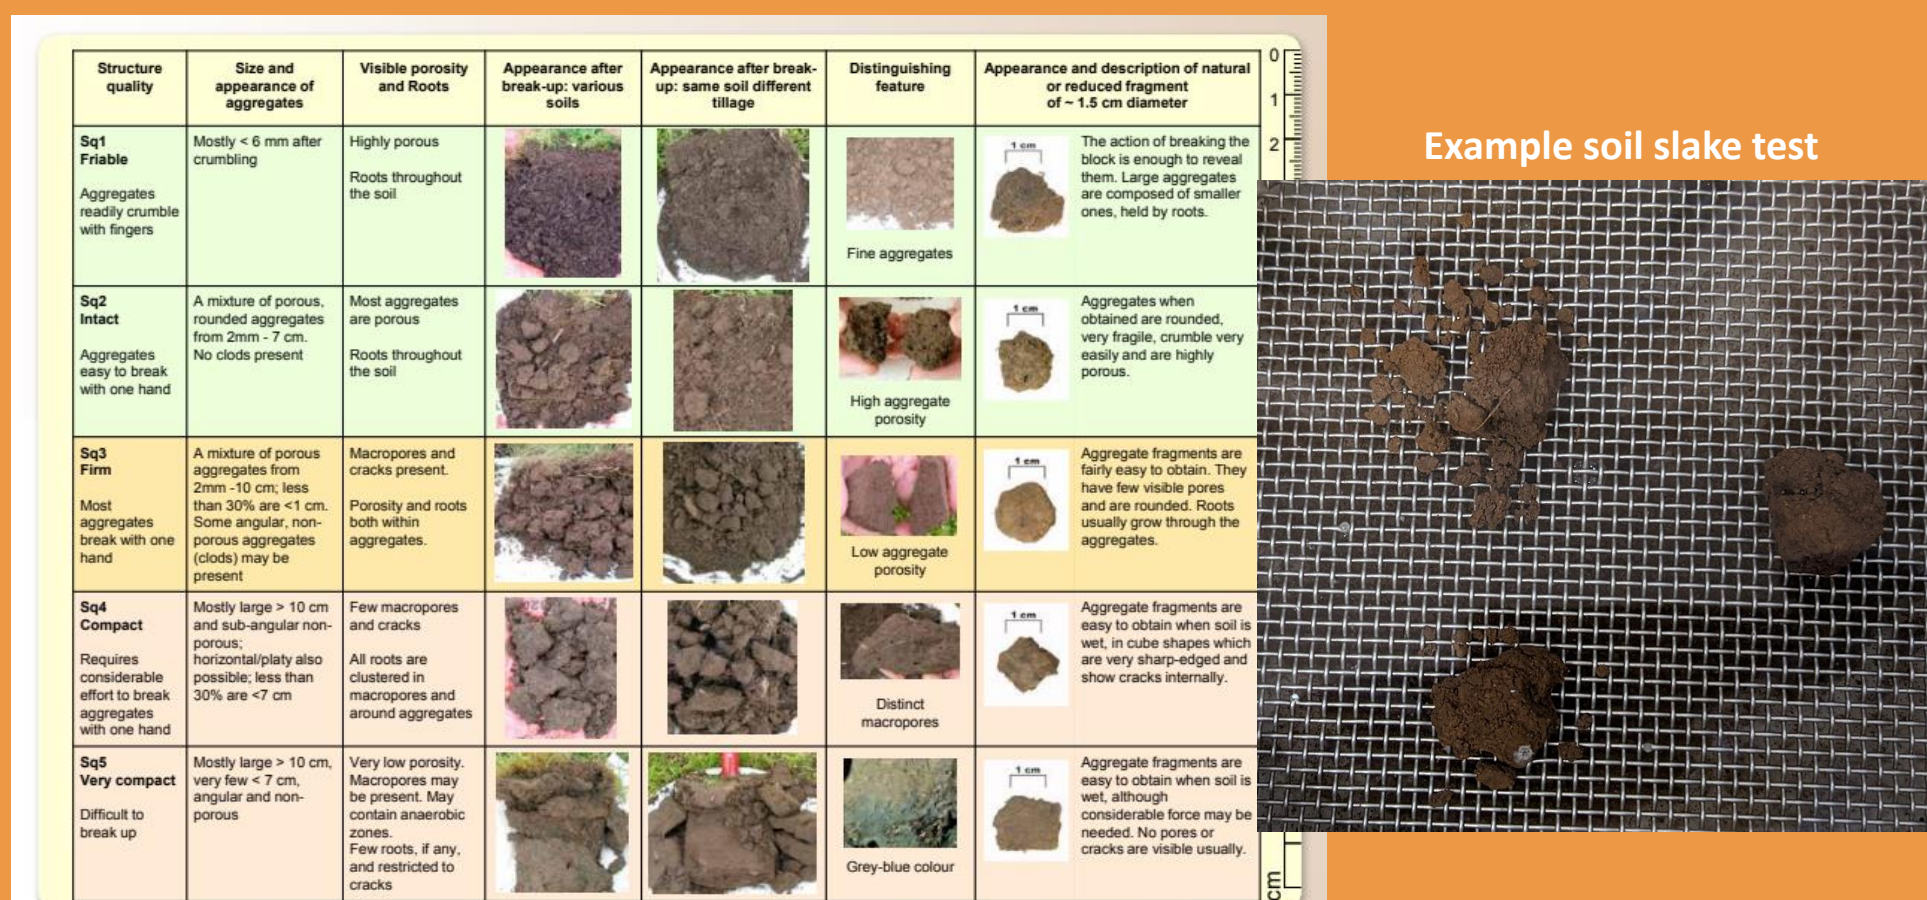 Structure
quality
Size and
appearance of
aggregates
Visible porosity
and Roots
Appearance after
break-up: various
soils
Appearance after break-
up: same soil different
tillage
Distinguishing
feature
Appearance and description of natural
or reduced fragment
of ~ 1.5 cm diameter
Sq1
Friable
Aggregates
readily crumble
with fingers
Mostly < 6 mm after
crumbling
Highly porous
Roots throughout
the soil
Fine aggregates
1 cm
The action of breaking the
block is enough to reveal
them. Large aggregates
are composed of smaller
ones, held by roots.
Sq2
Intact
Aggregates
easy to break
with one hand
A mixture of porous,
rounded aggregates
from 2mm - 7 cm.
No clods present
Most aggregates
are porous
Roots throughout
the soil
High aggregate
porosity
1 cm
Aggregates when
obtained are rounded,
very fragile, crumble very
easily and are highly
porous.
Sq3
Firm
Most
aggregates
break with one
hand
A mixture of porous
aggregates from
2mm -10 cm; less
than 30% are <1 cm.
Some angular, non-
porous aggregates
(clods) may be
present
Macropores and
cracks present.
Porosity and roots
both within
aggregates.
Low aggregate
porosity
1 cm
Aggregate fragments are
fairly easy to obtain. They
have few visible pores
and are rounded. Roots
usually grow through the
aggregates.
Sq4
Compact
Requires
considerable
effort to break
aggregates
with one hand
Mostly large > 10 cm
and sub-angular non-
porous;
horizontal/platy also
possible; less than
30% are <7 cm
Few macropores
and cracks
All roots are
clustered in
macropores and
around aggregates
Distinct
macropores
1 cm
Aggregate fragments are
easy to obtain when soil is
wet, in cube shapes which
are very sharp-edged and
show cracks internally.
Sq5
Very compact
Difficult to
break up
Mostly large > 10 cm,
very few < 7 cm,
angular and non-
porous
Very low porosity.
Macropores may
be present. May
contain anaerobic
zones.
Few roots, if any,
and restricted to
cracks
Grey-blue colour
1 cm
Aggregate fragments are
easy to obtain when soil is
wet, although
considerable force may be
needed. No pores or
cracks are visible usually.
0
1
2
cm
Example soil slake test